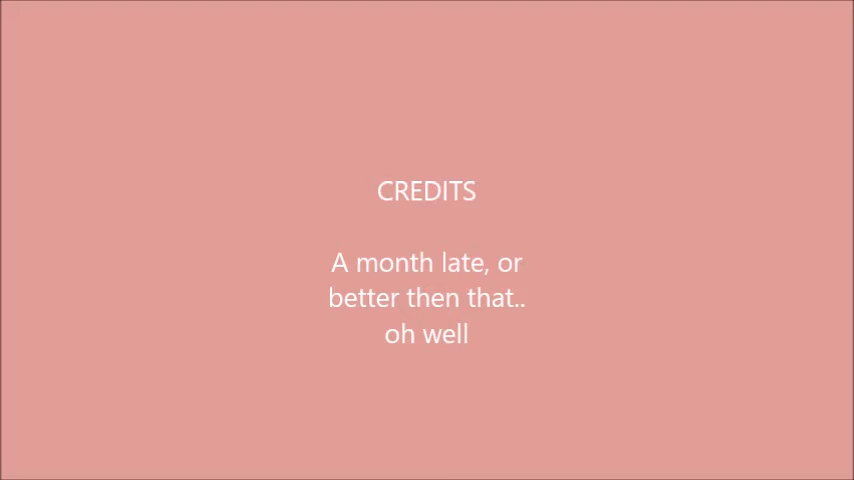 CREDITS
A month late, or
better then that..
oh well